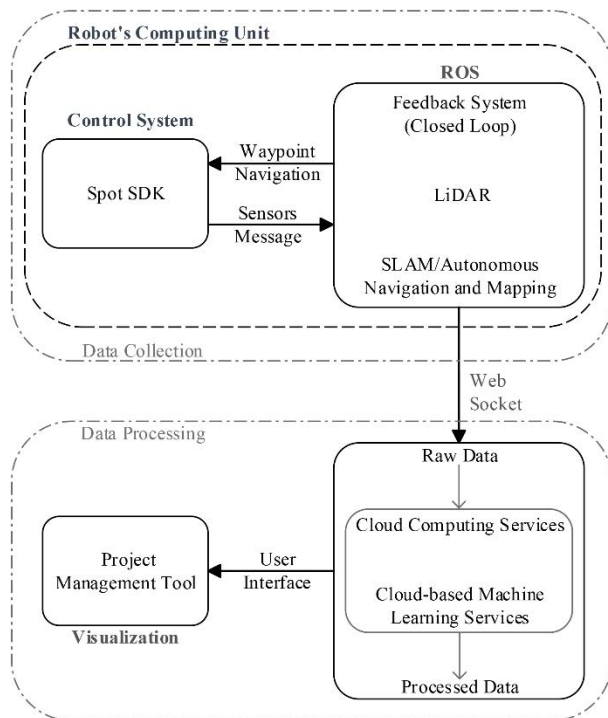 Robot's Computing Unit
ROS
Feedback System
(Closed Loop)
Control System
Waypoint
Navigation
Spot SDK
LiDAR
Sensors
Message
SLAM/Autonomous
Navigation and Mapping
Data Collection
Web
Socket
Data Processing
Raw Data
Cloud Computing Services
Project
Management Tool
User
Interface
Cloud-based Machine
Learning Services
Visualization
Processed Data